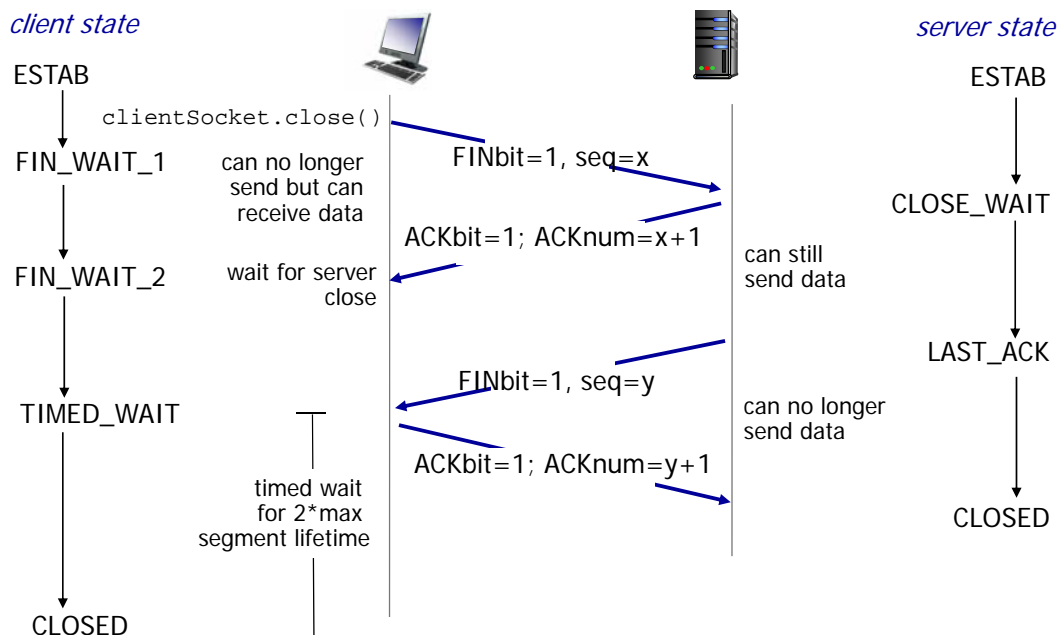 client state
server state
ESTAB
ESTAB
clientSocket.close()
FIN_WAIT_1
can no longer
send but can
receive data
FINbit=1, seq=x
CLOSE_WAIT
ACKbit=1; ACKnum=x+1
FIN_WAIT_2
wait for server
close
can still
send data
LAST_ACK
FINbit=1, seq=y
TIMED_WAIT
can no longer
send data
ACKbit=1; ACKnum=y+1
timed wait
for 2*max
segment lifetime
CLOSED
CLOSED